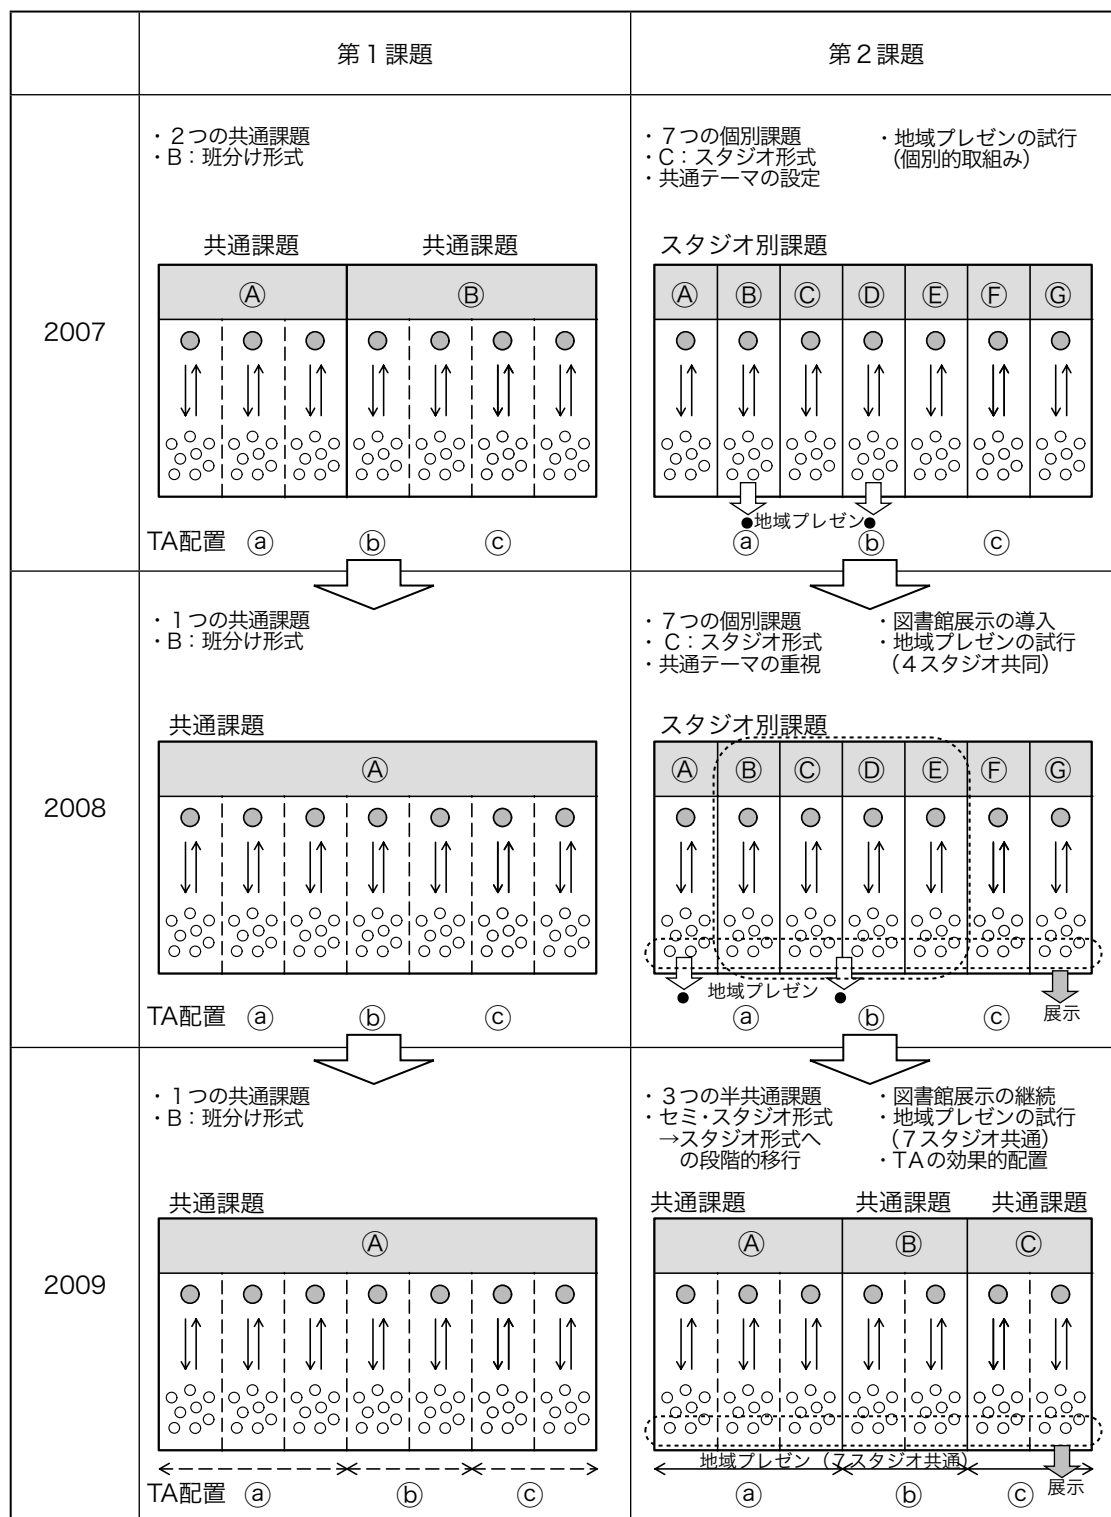 第１課題
第２課題
2007
・２つの共通課題
・B：班分け形式
共通課題 共通課題
Ⓐ Ⓑ
TA配置 ⓐ ⓑ ⓒ
・７つの個別課題
・C：スタジオ形式
・共通テーマの設定
・地域プレゼンの試行
（個別的取組み）
スタジオ別課題
Ⓐ Ⓑ Ⓒ Ⓓ Ⓔ Ⓕ Ⓖ
●地域プレゼン●
ⓐ ⓑ ⓒ
2008
・１つの共通課題
・B：班分け形式
共通課題
Ⓐ
TA配置 ⓐ ⓑ ⓒ
・７つの個別課題
・C：スタジオ形式
・共通テーマの重視
・図書館展示の導入
・地域プレゼンの試行
（４スタジオ共同）
スタジオ別課題
Ⓐ Ⓑ Ⓒ Ⓓ Ⓔ Ⓕ Ⓖ
● 地域プレゼン ●
展示
ⓐ ⓑ ⓒ
2009
・１つの共通課題
・B：班分け形式
共通課題
Ⓐ
TA配置 ⓐ ⓑ ⓒ
・３つの半共通課題
・セミ・スタジオ形式
→スタジオ形式へ
の段階的移行
・図書館展示の継続
・地域プレゼンの試行
（７スタジオ共通）
・TAの効果的配置
共通課題 共通課題 共通課題
Ⓐ Ⓑ Ⓒ
地域プレゼン（７スタジオ共通）
展示
ⓐ ⓑ ⓒ